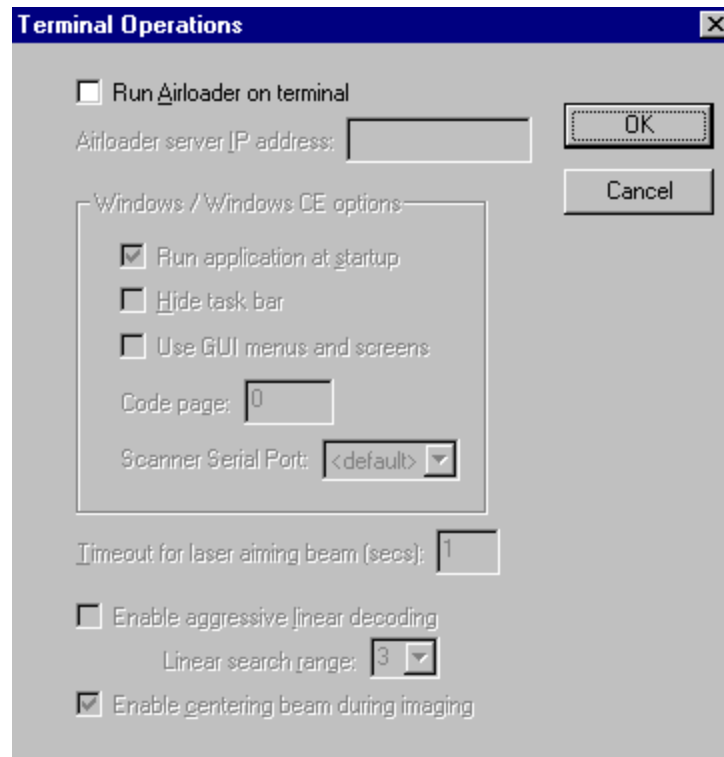 Terminal Operations
Run Airloader on terminal
Airloader server IP address:
OK
Cancel
Windows / Windows CE options
Run application at startup
Hide task bar
Use GUI menus and screens
Code page: 0
Scanner Serial Port: <default>
Timeout for laser aiming beam (secs): 1
Enable aggressive linear decoding
Linear search range: 3
Enable centering beam during imaging